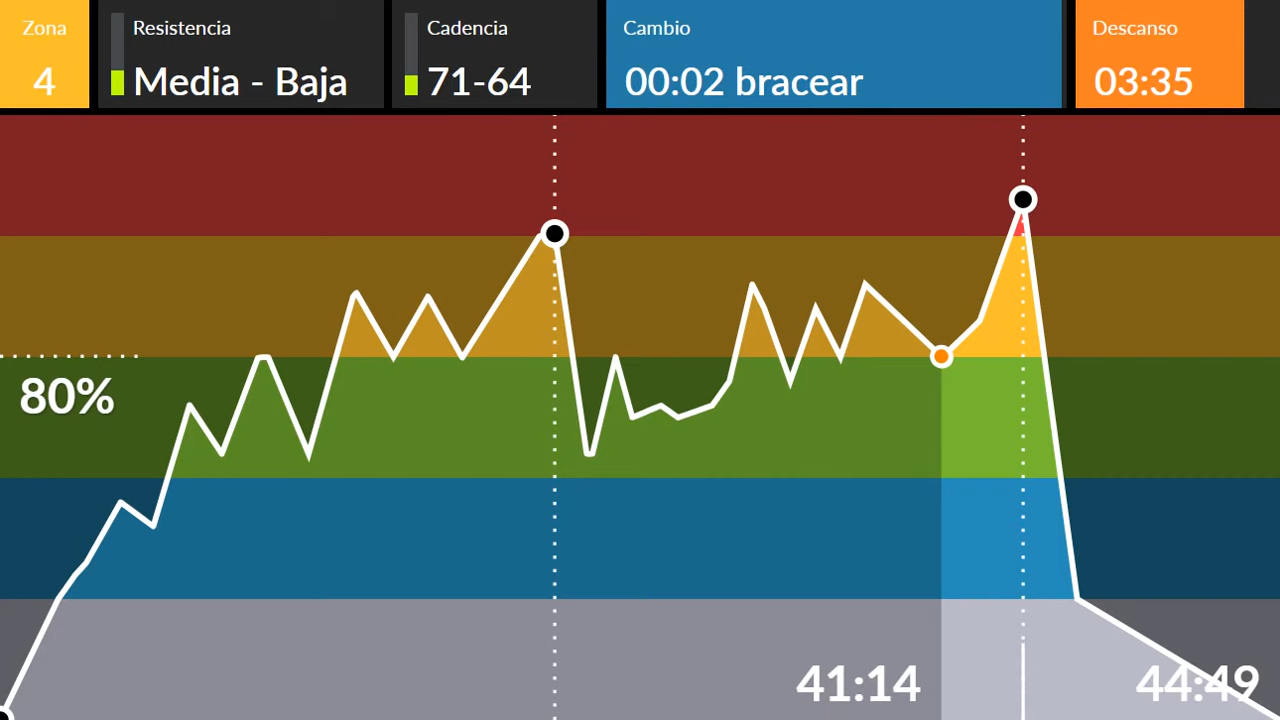 Zona
4
Resistencia
Media - Baja
Cadencia
71-64
Cambio
00:02 bracear
Descanso
03:35
80%
41:14
44:49